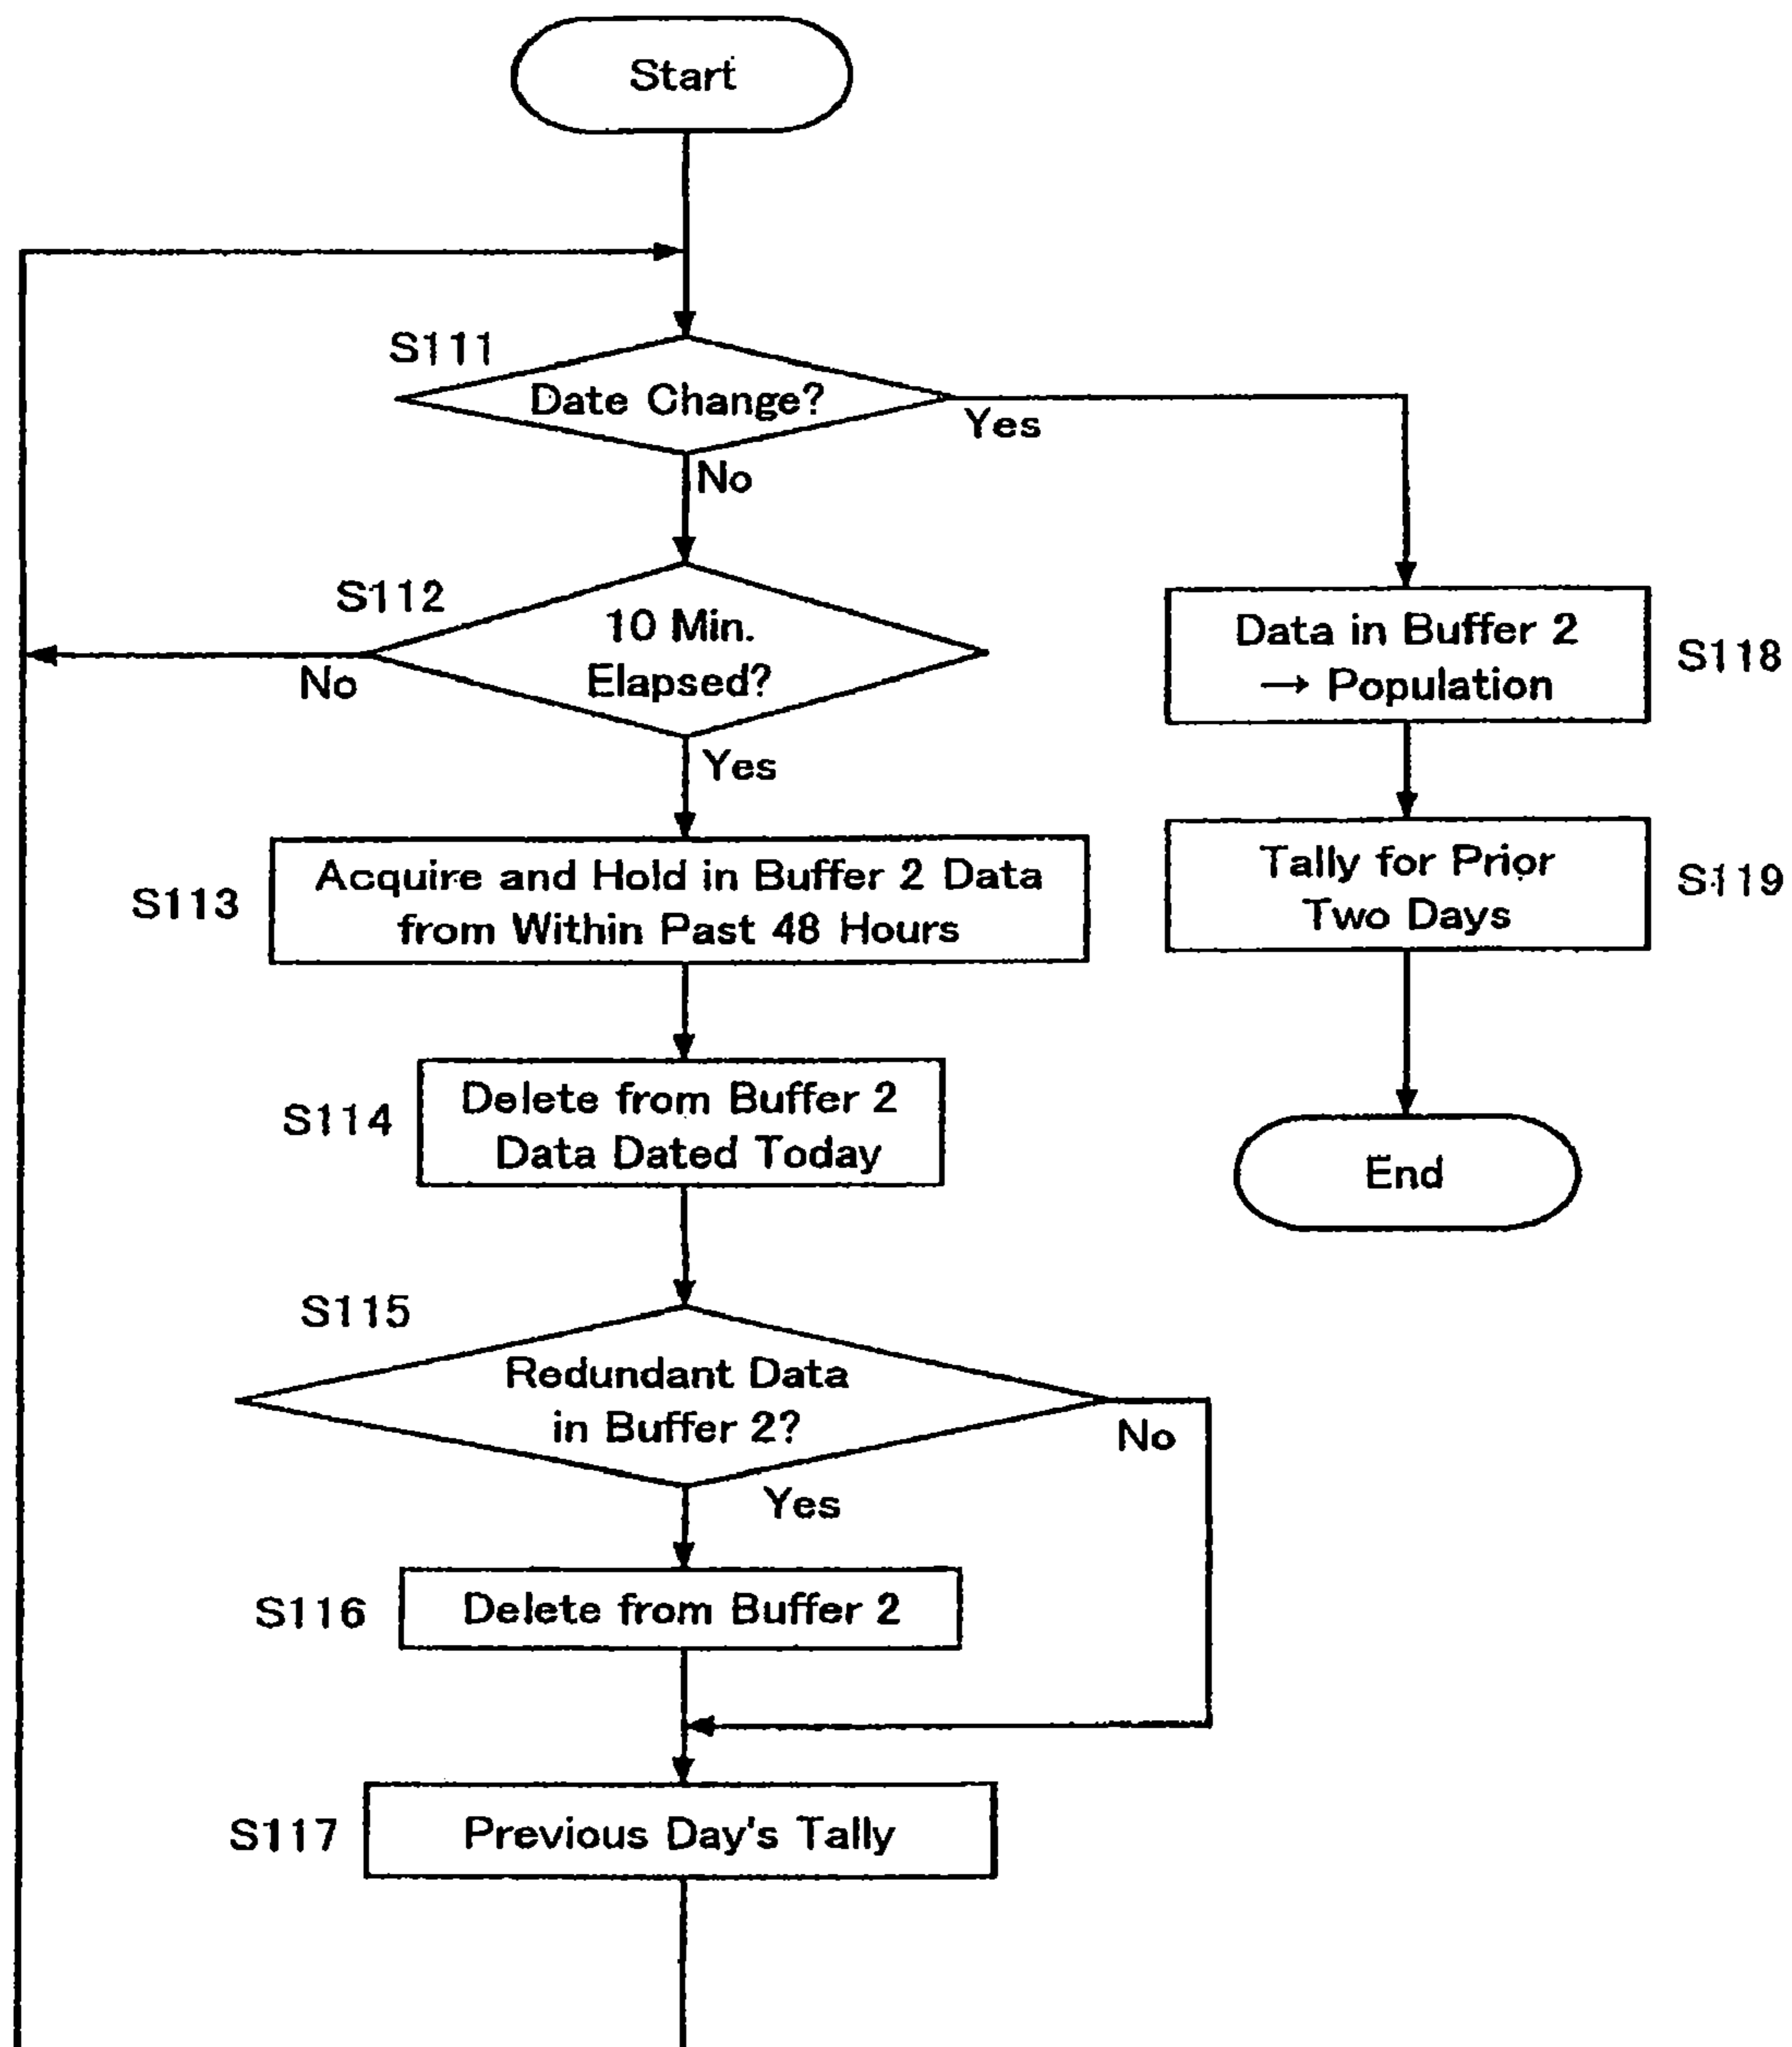 Start
S111
Date Change?
Yes
No
S112
10 Min.
Elapsed?
No
Yes
Data in Buffer 2
→ Population
S118
S113
Acquire and Hold in Buffer 2 Data
from Within Past 48 Hours
Tally for Prior
Two Days
S119
S114
Delete from Buffer 2
Data Dated Today
End
S115
Redundant Data
in Buffer 2?
No
Yes
S116
Delete from Buffer 2
S117
Previous Day's Tally